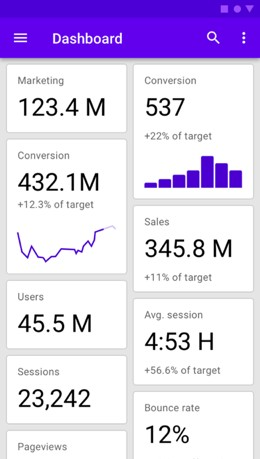 Dashboard
Marketing
123.4 M
Conversion
432.1M
+12.3% of target
Users
45.5 M
Sessions
23,242
Pageviews
Conversion
537
+22% of target
Sales
345.8 M
+11% of target
Avg. session
4:53 H
+56.6% of target
Bounce rate
12%